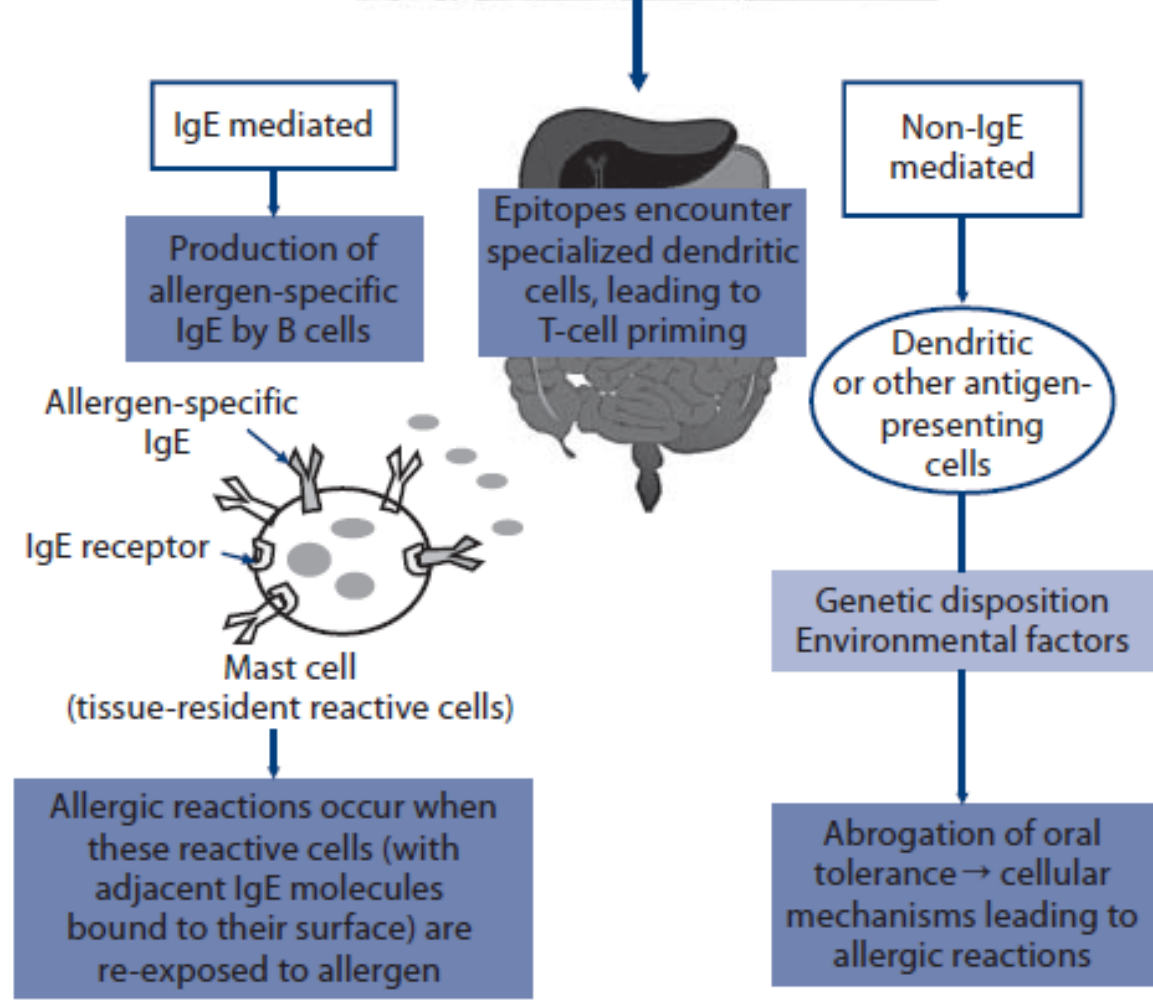 IgE mediated
Production of
allergen-specific
IgE by B cells
Allergen-specific
IgE
IgE receptor
Mast cell
(tissue-resident reactive cells)
Allergic reactions occur when
these reactive cells (with
adjacent IgE molecules
bound to their surface) are
re-exposed to allergen
Epitopes encounter
specialized dendritic
cells, leading to
T-cell priming
Non-IgE
mediated
Dendritic
or other antigen-
presenting
cells
Genetic disposition
Environmental factors
Abrogation of oral
tolerance → cellular
mechanisms leading to
allergic reactions